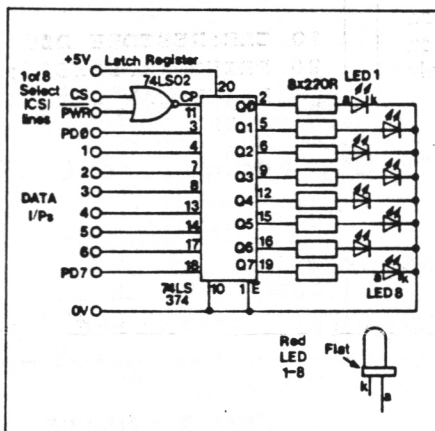 +5V
Latch Register
1 of 8
Select
(CS)
lines
74LS02
CS
PWR
CP
11
20
8x220R
LED 1
a
k
PD0
3
1
4
2
7
3
8
DATA
I/Ps
4
13
5
14
6
17
PD7
18
Q0
2
Q1
5
Q2
6
Q3
9
Q4
12
Q5
15
Q6
16
Q7
19
a
k
LED 8
74LS
374
10
1
E
0V
Red
LED
1-8
Flat
k
a